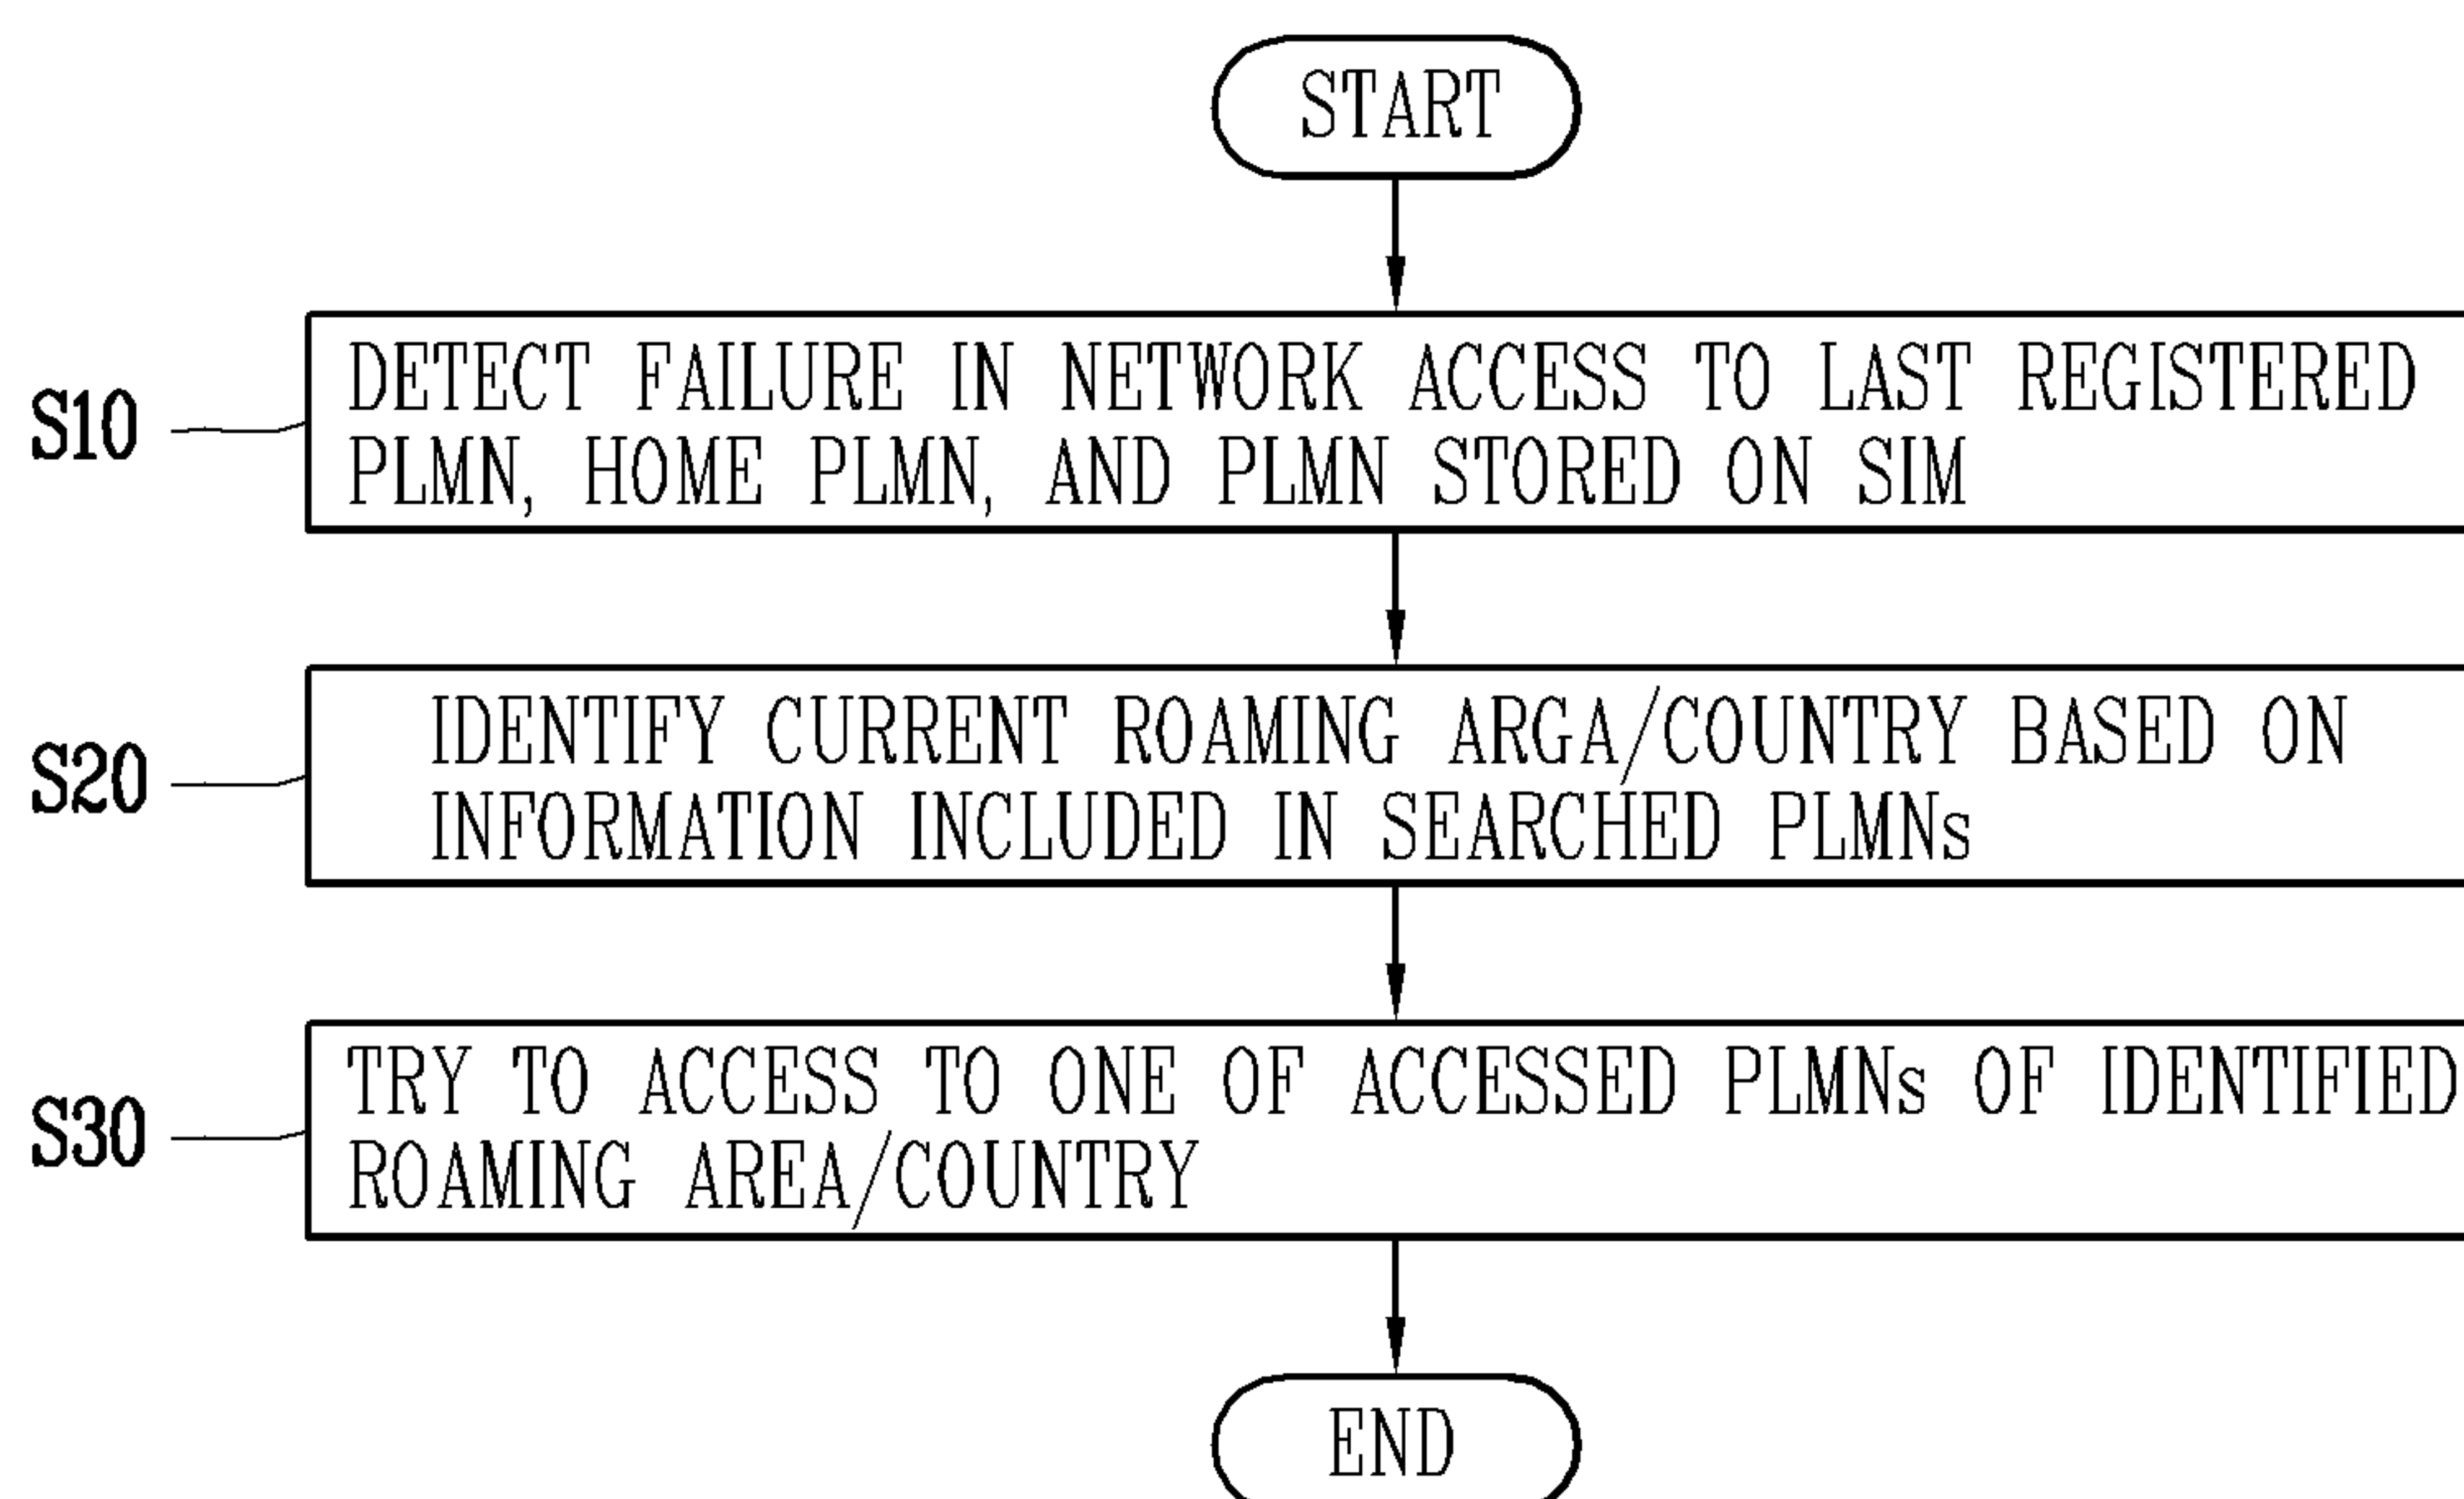 START
S10
DETECT FAILURE IN NETWORK ACCESS TO LAST REGISTERED
PLMN, HOME PLMN, AND PLMN STORED ON SIM
S20
IDENTIFY CURRENT ROAMING ARGA/COUNTRY BASED ON
INFORMATION INCLUDED IN SEARCHED PLMNs
S30
TRY TO ACCESS TO ONE OF ACCESSED PLMNs OF IDENTIFIED
ROAMING AREA/COUNTRY
END